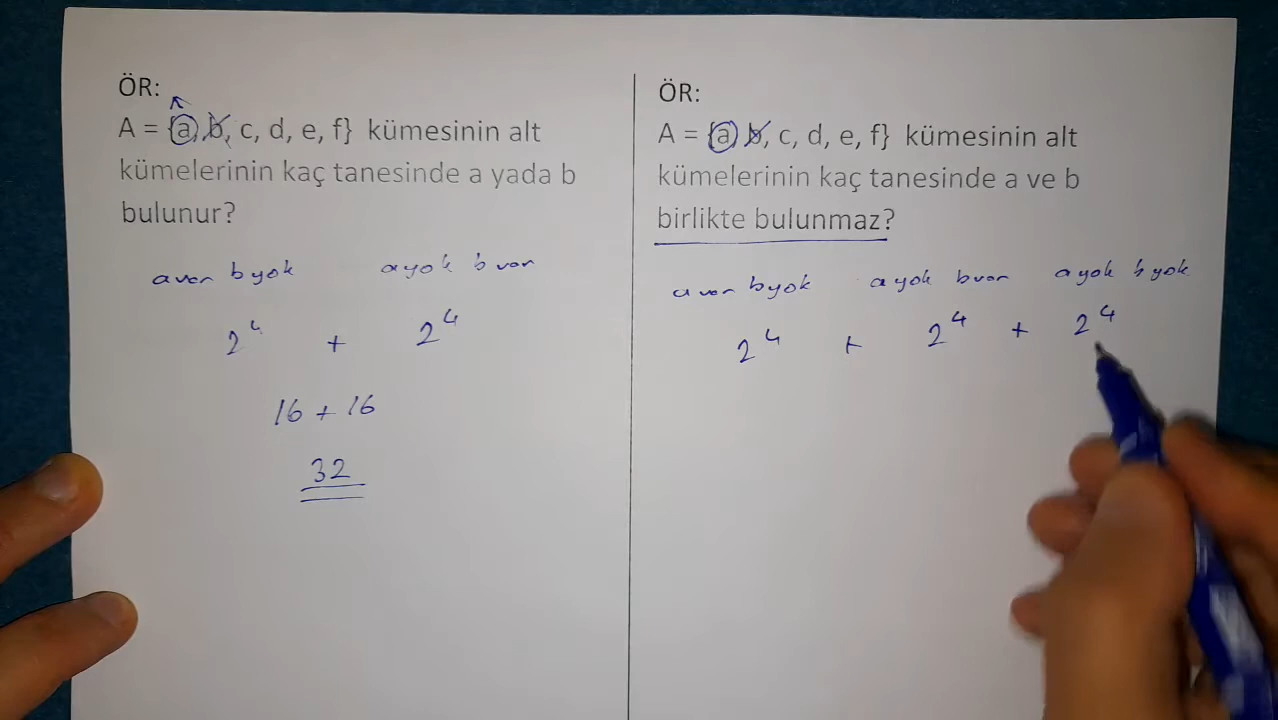 ÖR:
A = {a, b, c, d, e, f} kümesinin alt
kümelerinin kaç tanesinde a yada b
bulunur?
a var b yok a yok b var
2⁴ + 2⁴
16 + 16
32
ÖR:
A = {a, b, c, d, e, f} kümesinin alt
kümelerinin kaç tanesinde a ve b
birlikte bulunmaz?
a var b yok a yok b var a yok b yok
2⁴ + 2⁴ + 2⁴